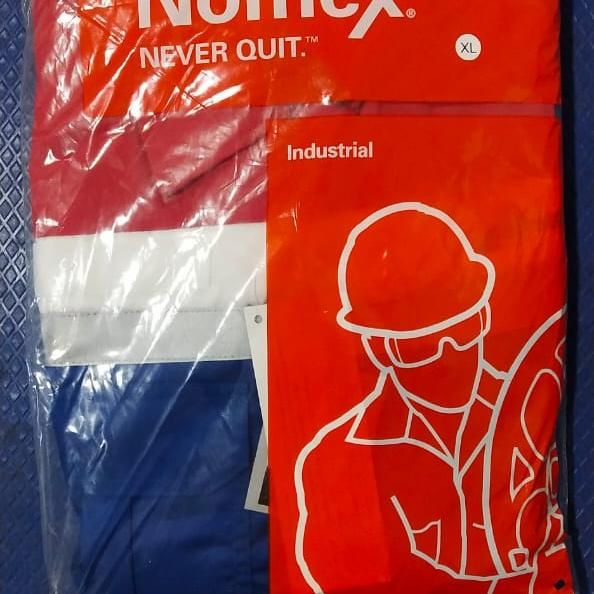 Nomex®
NEVER QUIT.™
XL
Industrial